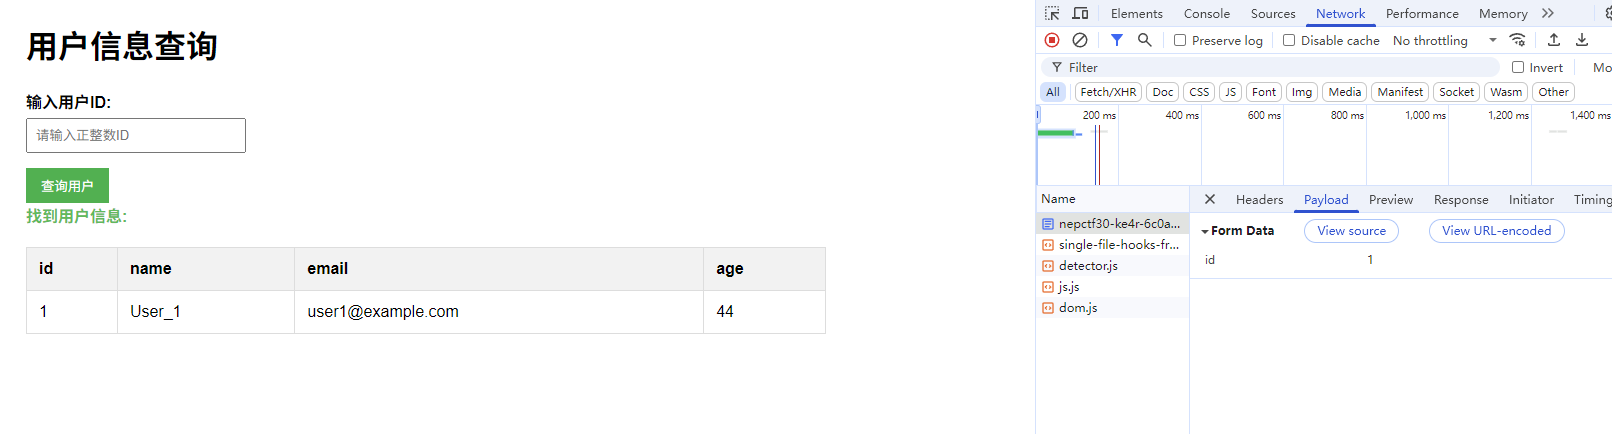 用户信息查询
输入用户ID:
请输入正整数ID
查询用户
找到用户信息:
id name email age
1 User_1 user1@example.com 44
Elements Console Sources Network Performance Memory
Preserve log Disable cache No throttling
Filter Invert Mo
All Fetch/XHR Doc CSS JS Font Img Media Manifest Socket Wasm Other
200 ms 400 ms 600 ms 800 ms 1,000 ms 1,200 ms 1,400 ms
Name Headers Payload Preview Response Initiator Timing
nepctf30-ke4r-6c0a...
single-file-hooks-fr...
detector.js
js.js
dom.js
Form Data View source View URL-encoded
id 1